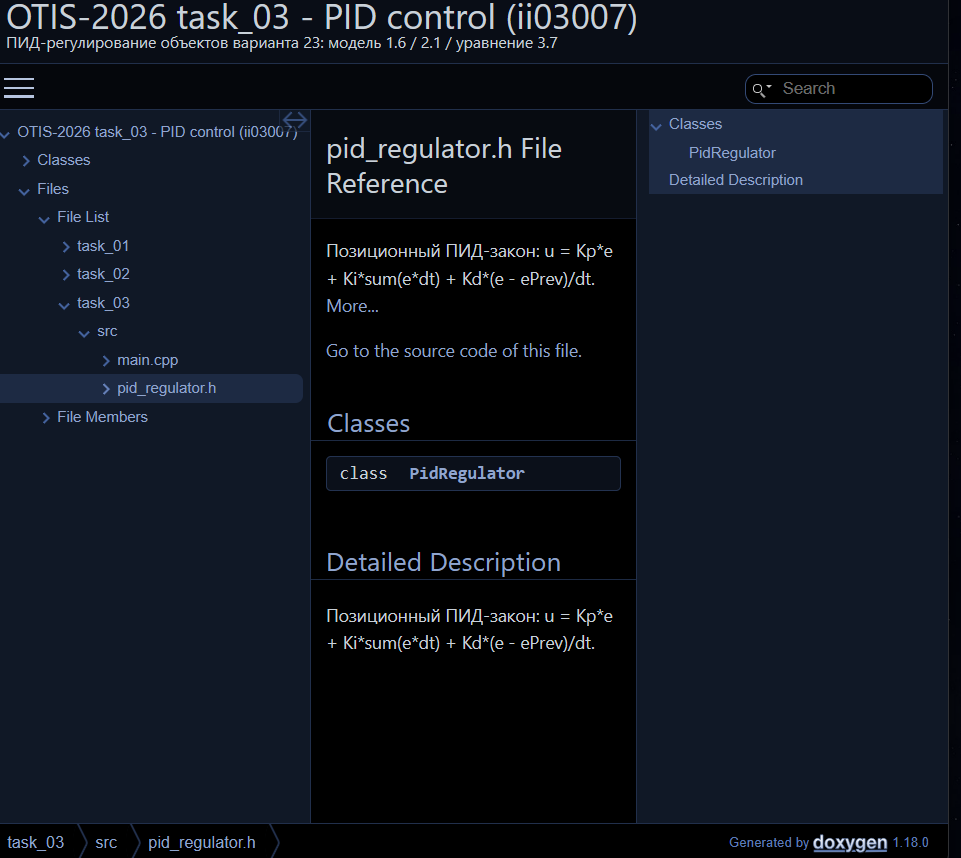 OTIS-2026 task_03 - PID control (ii03007)
ПИД-регулирование объектов варианта 23: модель 1.6 / 2.1 / уравнение 3.7
Search
OTIS-2026 task_03 - PID control (ii03007)
Classes
Files
File List
task_01
task_02
task_03
src
main.cpp
pid_regulator.h
File Members
pid_regulator.h File
Reference
Позиционный ПИД-закон: u = Kp*e
+ Ki*sum(e*dt) + Kd*(e - ePrev)/dt.
More...
Go to the source code of this file.
Classes
class PidRegulator
Detailed Description
Позиционный ПИД-закон: u = Kp*e
+ Ki*sum(e*dt) + Kd*(e - ePrev)/dt.
Classes
PidRegulator
Detailed Description
task_03 src pid_regulator.h
Generated by doxygen 1.18.0